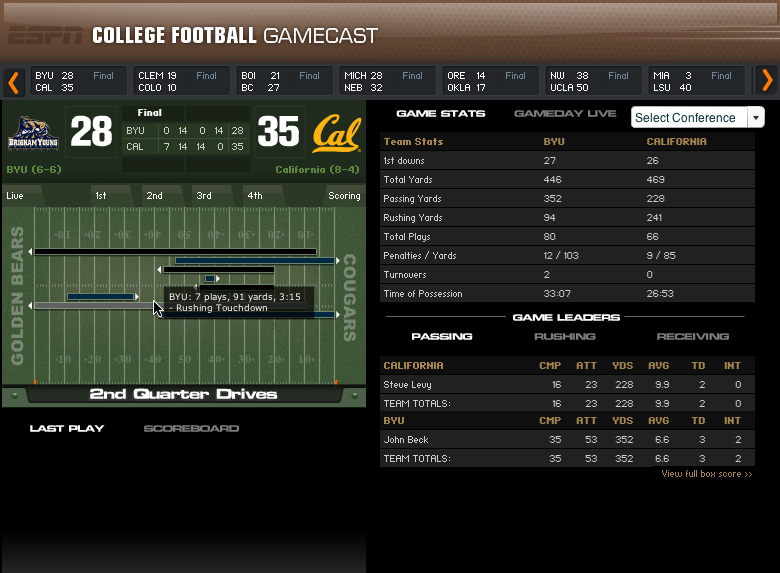 ESPN COLLEGE FOOTBALL GAMECAST
BYU 28 Final
CAL 35
CLEM 19 Final
COLO 10
BOI 21 Final
BC 27
MICH 28 Final
NEB 32
ORE 14 Final
OKLA 17
NW 38 Final
UCLA 50
MIA 3 Final
LSU 40
BRIGHAM YOUNG
28
Final
BYU 0 14 0 14 28
CAL 7 14 14 0 35
35
Cal
BYU (6-6)
California (8-4)
Live 1st 2nd 3rd 4th Scoring
GOLDEN BEARS
COUGARS
10 20 30 40 50 40 30 20 10
BYU: 7 plays, 91 yards, 3:15
- Rushing Touchdown
10 20 30 40 50 40 30 20 10
2nd Quarter Drives
LAST PLAY SCOREBOARD
GAME STATS GAMEDAY LIVE Select Conference
Team Stats BYU CALIFORNIA
1st downs 27 26
Total Yards 446 469
Passing Yards 352 228
Rushing Yards 94 241
Total Plays 80 66
Penalties / Yards 12 / 103 9 / 85
Turnovers 2 0
Time of Possession 33:07 26:53
GAME LEADERS
PASSING RUSHING RECEIVING
CALIFORNIA CMP ATT YDS AVG TD INT
Steve Levy 16 23 228 9.9 2 0
TEAM TOTALS: 16 23 228 9.9 2 0
BYU CMP ATT YDS AVG TD INT
John Beck 35 53 352 6.6 3 2
TEAM TOTALS: 35 53 352 6.6 3 2
View full box score >>